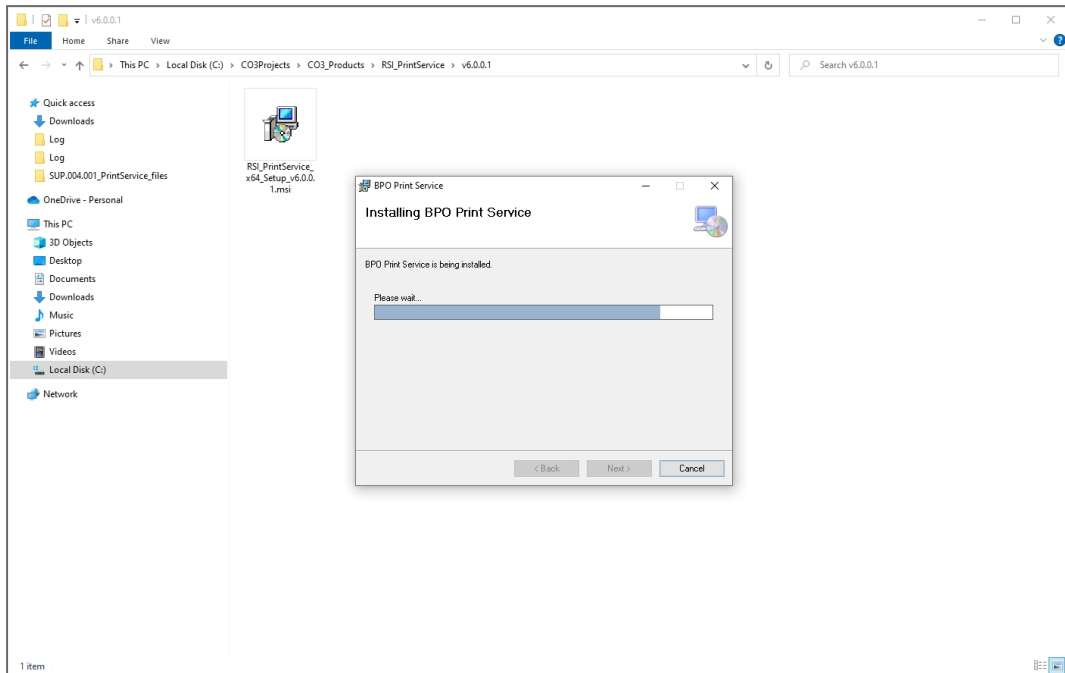 v6.0.0.1
File Home Share View
This PC > Local Disk (C:) > CO3Projects > CO3_Products > RSI_PrintService > v6.0.0.1
Search v6.0.0.1
Quick access
Downloads
Log
Log
SUP.004.001_PrintService_files
OneDrive - Personal
This PC
3D Objects
Desktop
Documents
Downloads
Music
Pictures
Videos
Local Disk (C:)
Network
RSI_PrintService_
x64_Setup_v6.0.0.
1.msi
BPO Print Service
Installing BPO Print Service
BPO Print Service is being installed.
Please wait...
< Back Next > Cancel
1 item